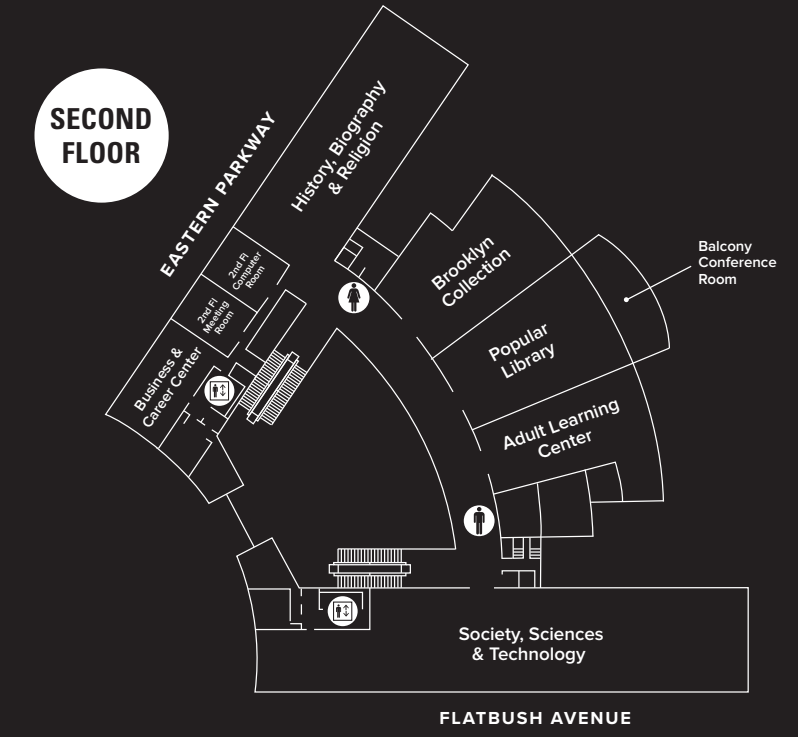 SECOND
FLOOR
EASTERN PARKWAY
History, Biography
& Religion
2nd Fl
Computer
Room
2nd Fl
Meeting
Room
Business &
Career Center
Brooklyn
Collection
Balcony
Conference
Room
Popular
Library
Adult Learning
Center
Society, Sciences
& Technology
FLATBUSH AVENUE